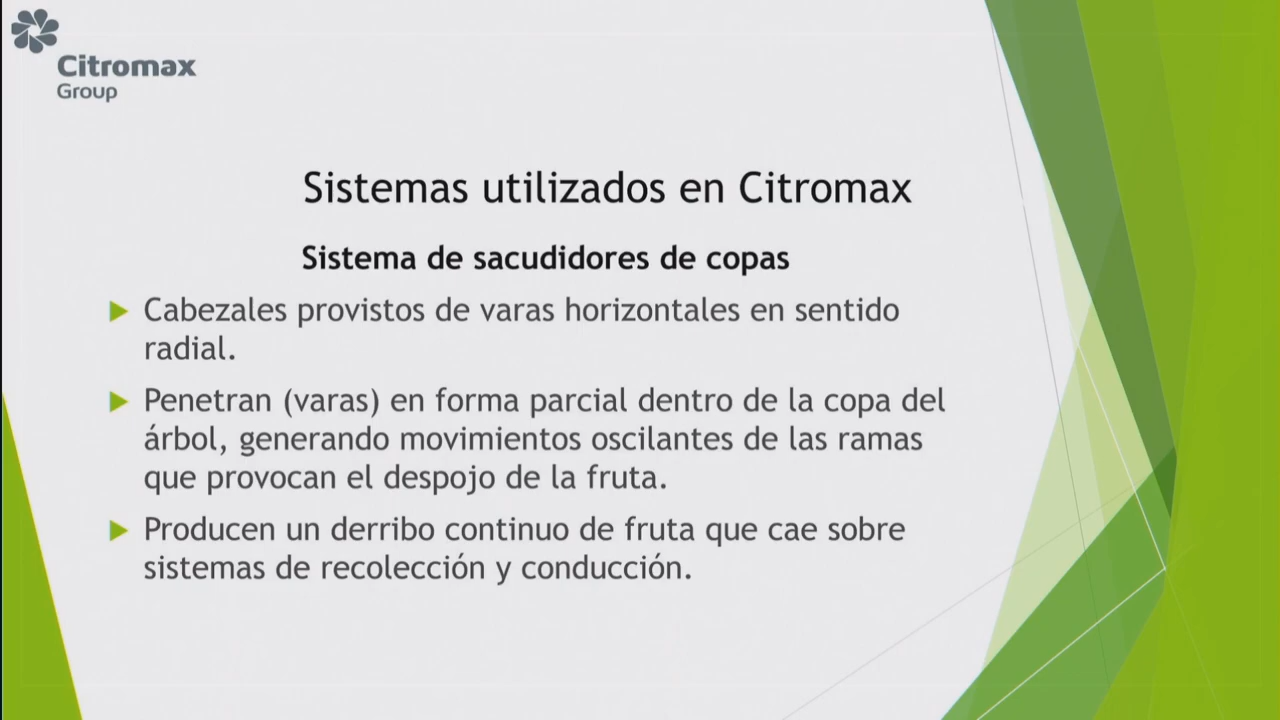 Citromax
Group
Sistemas utilizados en Citromax
Sistema de sacudidores de copas
Cabezales provistos de varas horizontales en sentido
radial.
Penetran (varas) en forma parcial dentro de la copa del
árbol, generando movimientos oscilantes de las ramas
que provocan el despojo de la fruta.
Producen un derribo continuo de fruta que cae sobre
sistemas de recolección y conducción.